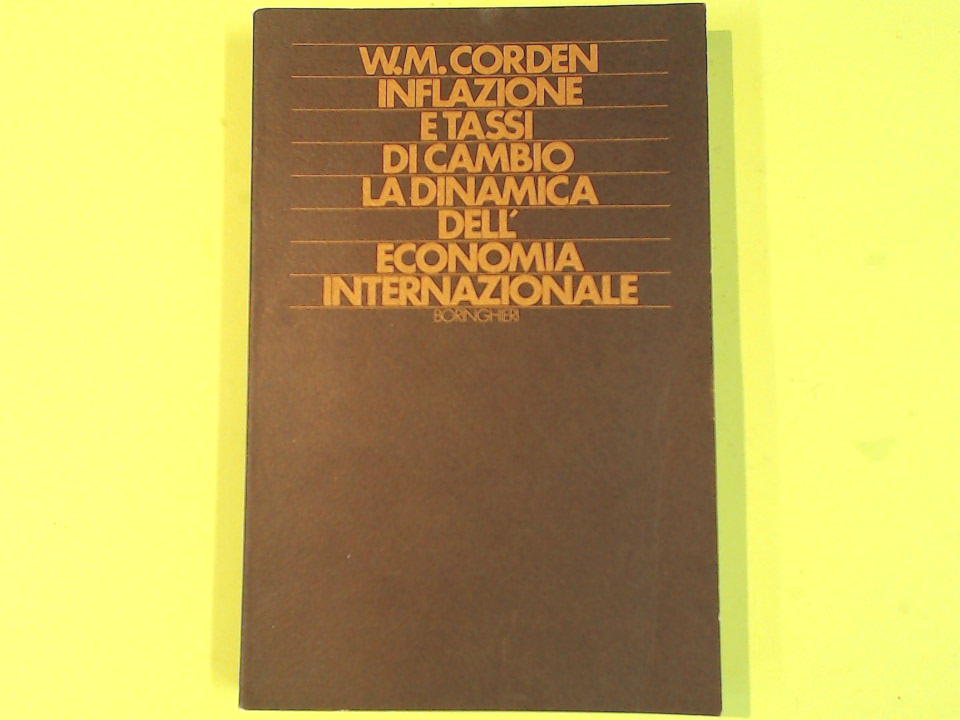 W.M. CORDEN
INFLAZIONE
E TASSI
DI CAMBIO
LA DINAMICA
DELL'
ECONOMIA
INTERNAZIONALE
BORINGHIERI